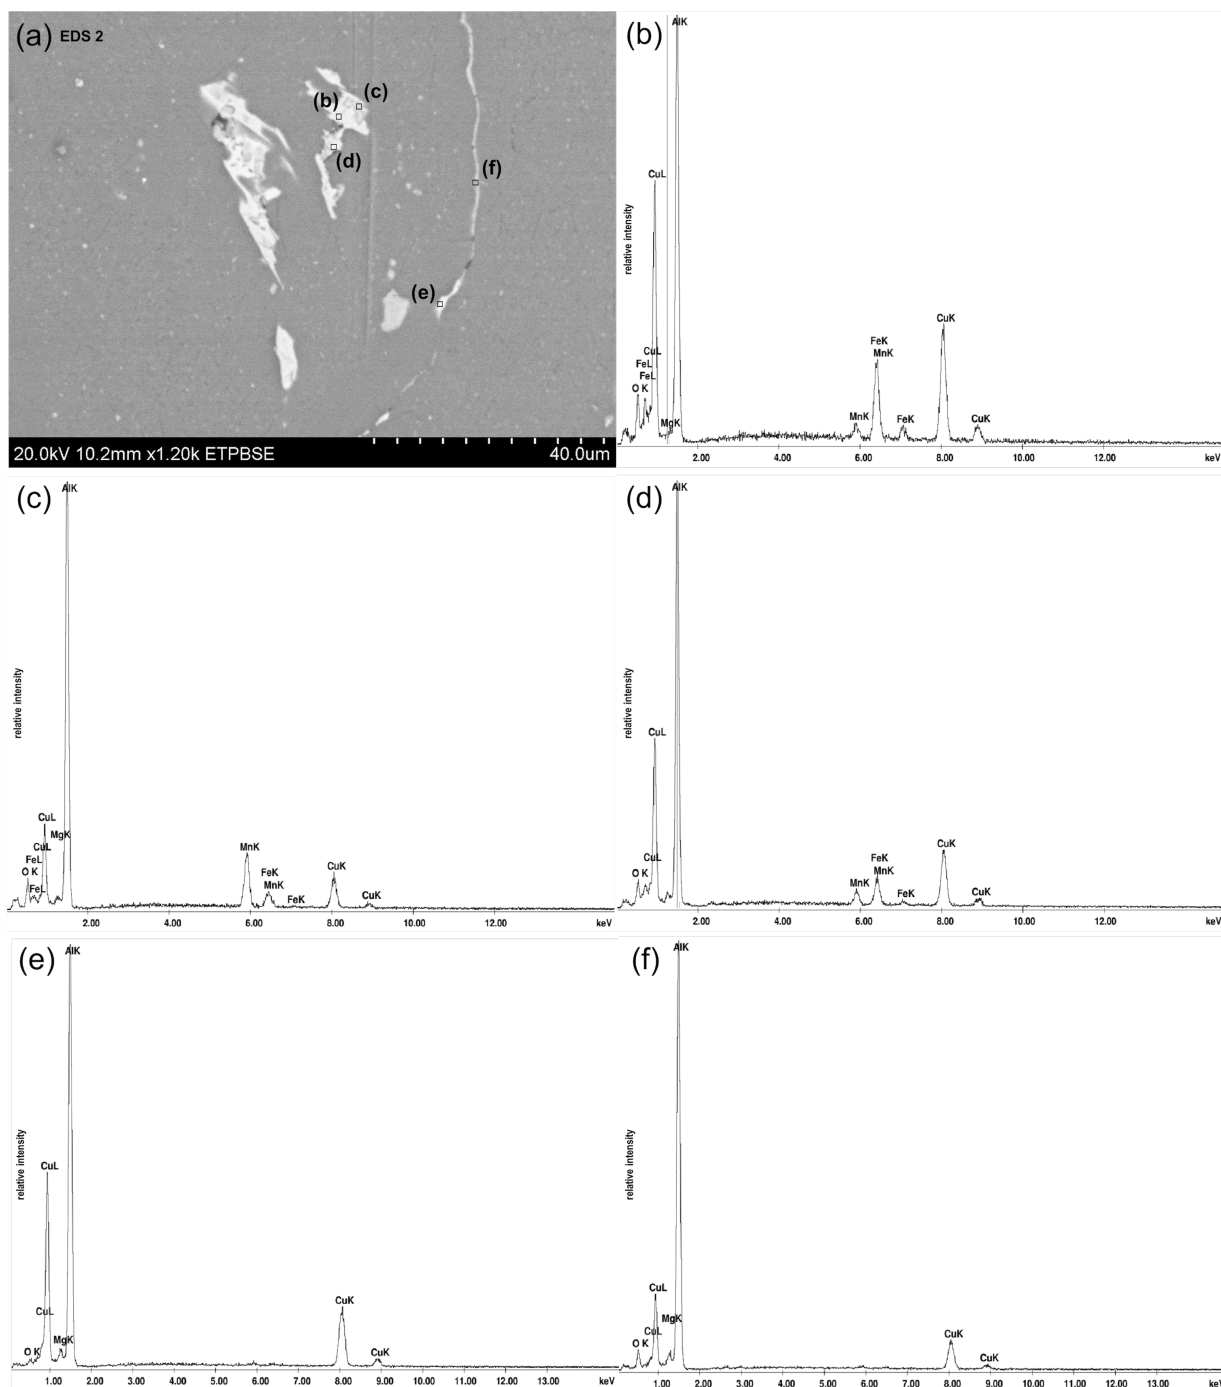 (a) EDS 2
(b)
(c)
(d)
(f)
(e)
20.0kV 10.2mm x1.20k ETPBSE 40.0um
(b)
AlK
CuL
relative intensity
CuL
FeL
FeL
O K
MgK
MnK
FeK
MnK
FeK
CuK
CuK
2.00 4.00 6.00 8.00 10.00 12.00 keV
(c)
AlK
relative intensity
CuL
MgK
CuL
FeL
O K
FeL
MnK
FeK
MnK
FeK
CuK
CuK
2.00 4.00 6.00 8.00 10.00 12.00 keV
(d)
AlK
relative intensity
CuL
CuL
O K
MnK
FeK
MnK
FeK
CuK
CuK
2.00 4.00 6.00 8.00 10.00 12.00 keV
(e)
AlK
relative intensity
CuL
CuL
O K
MgK
CuK
CuK
1.00 2.00 3.00 4.00 5.00 6.00 7.00 8.00 9.00 10.00 11.00 12.00 13.00 keV
(f)
AlK
relative intensity
CuL
MgK
CuL
O K
CuK
CuK
1.00 2.00 3.00 4.00 5.00 6.00 7.00 8.00 9.00 10.00 11.00 12.00 13.00 keV